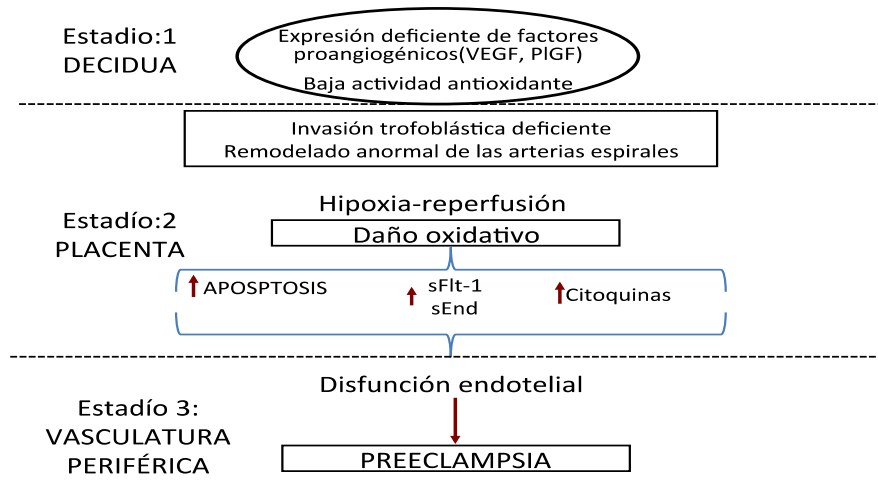 Estadio:1
DECIDUA
Expresión deficiente de factores
proangiogénicos(VEGF, PlGF)
Baja actividad antioxidante
Invasión trofoblástica deficiente
Remodelado anormal de las arterias espirales
Estadío:2
PLACENTA
Hipoxia-reperfusión
Daño oxidativo
APOSPTOSIS
sFlt-1
sEnd
Citoquinas
Estadío 3:
VASCULATURA
PERIFÉRICA
Disfunción endotelial
PREECLAMPSIA